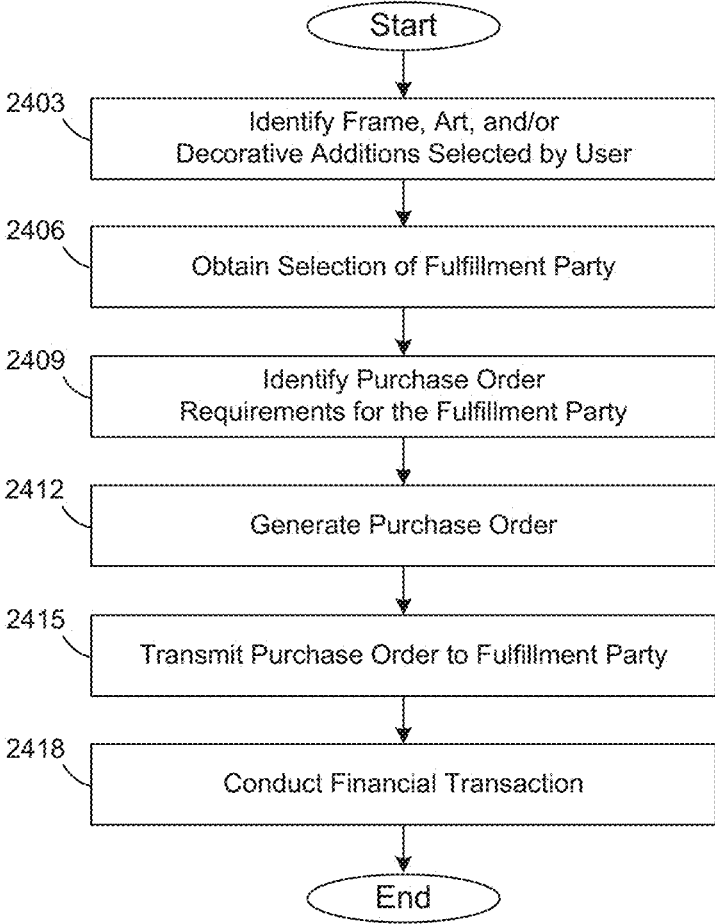 Start
2403
Identify Frame, Art, and/or
Decorative Additions Selected by User
2406
Obtain Selection of Fulfillment Party
2409
Identify Purchase Order
Requirements for the Fulfillment Party
2412
Generate Purchase Order
2415
Transmit Purchase Order to Fulfillment Party
2418
Conduct Financial Transaction
End